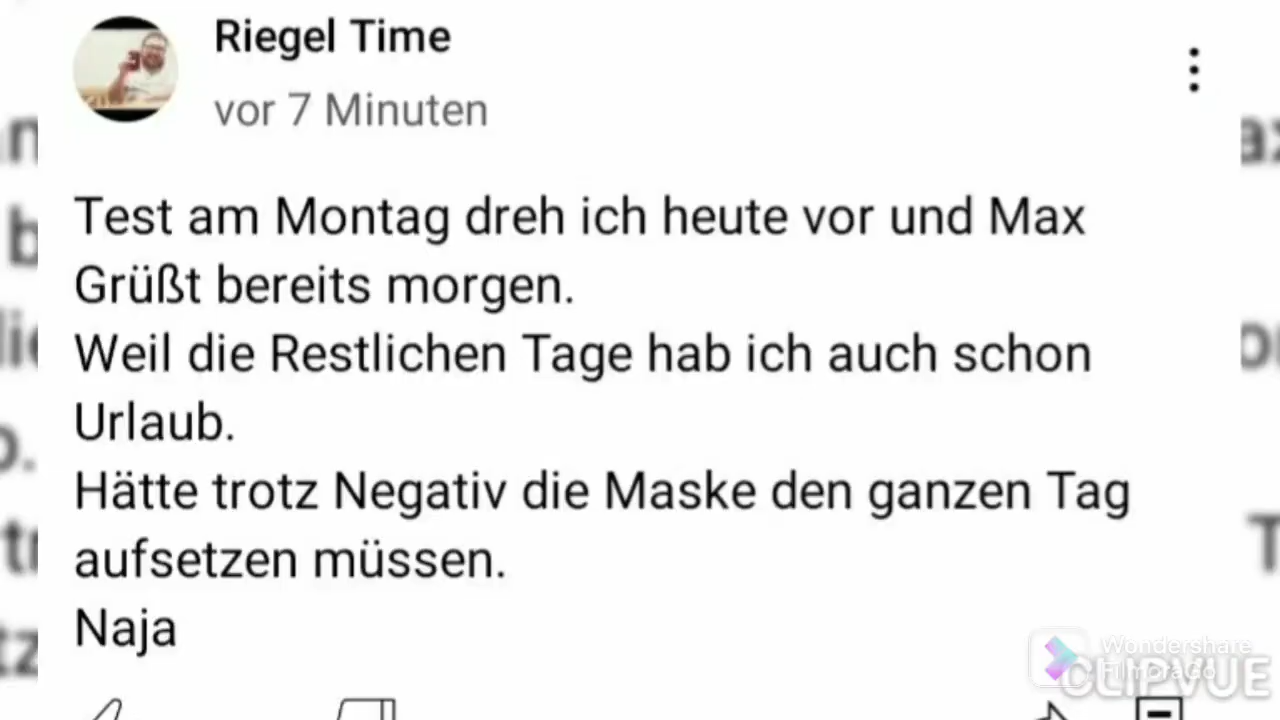 Riegel Time
vor 7 Minuten
Test am Montag dreh ich heute vor und Max
Grüßt bereits morgen.
Weil die Restlichen Tage hab ich auch schon
Urlaub.
Hätte trotz Negativ die Maske den ganzen Tag
aufsetzen müssen.
Naja
Wondershare
FilmoraGo
CLIPVUE